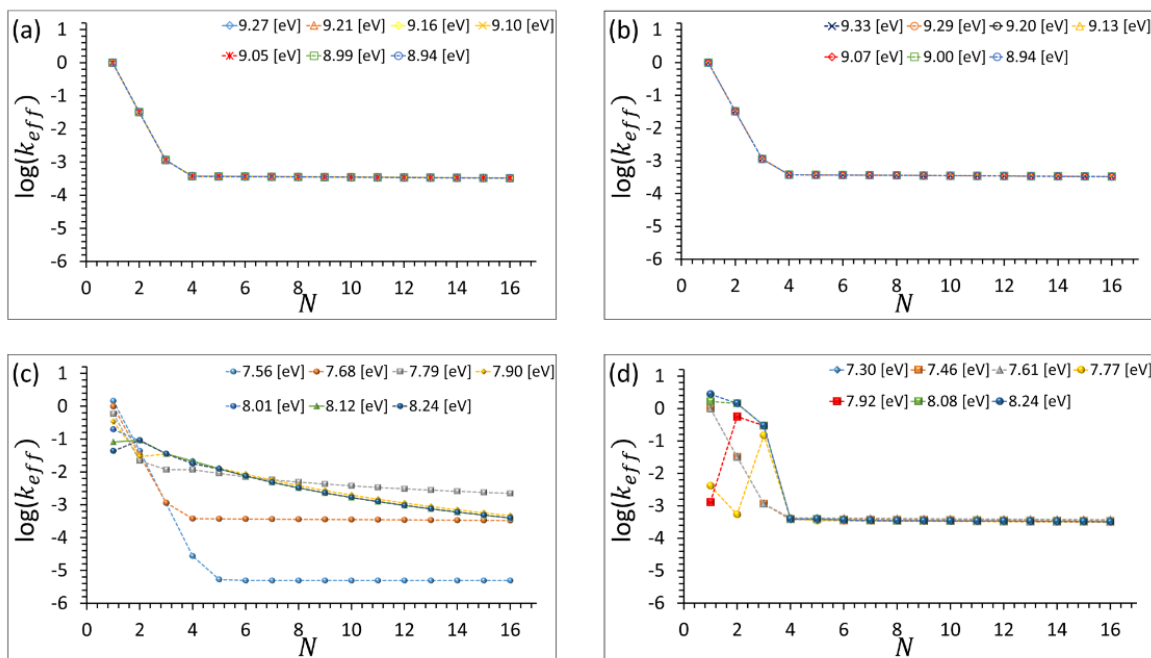 (a)
9.27 [eV] 9.21 [eV] 9.16 [eV] 9.10 [eV]
9.05 [eV] 8.99 [eV] 8.94 [eV]
log(k_eff)
1
0
-1
-2
-3
-4
-5
-6
0 2 4 6 8 10 12 14 16
N
(b)
9.33 [eV] 9.29 [eV] 9.20 [eV] 9.13 [eV]
9.07 [eV] 9.00 [eV] 8.94 [eV]
log(k_eff)
1
0
-1
-2
-3
-4
-5
-6
0 2 4 6 8 10 12 14 16
N
(c)
7.56 [eV] 7.68 [eV] 7.79 [eV] 7.90 [eV]
8.01 [eV] 8.12 [eV] 8.24 [eV]
log(k_eff)
1
0
-1
-2
-3
-4
-5
-6
0 2 4 6 8 10 12 14 16
N
(d)
7.30 [eV] 7.46 [eV] 7.61 [eV] 7.77 [eV]
7.92 [eV] 8.08 [eV] 8.24 [eV]
log(k_eff)
1
0
-1
-2
-3
-4
-5
-6
0 2 4 6 8 10 12 14 16
N